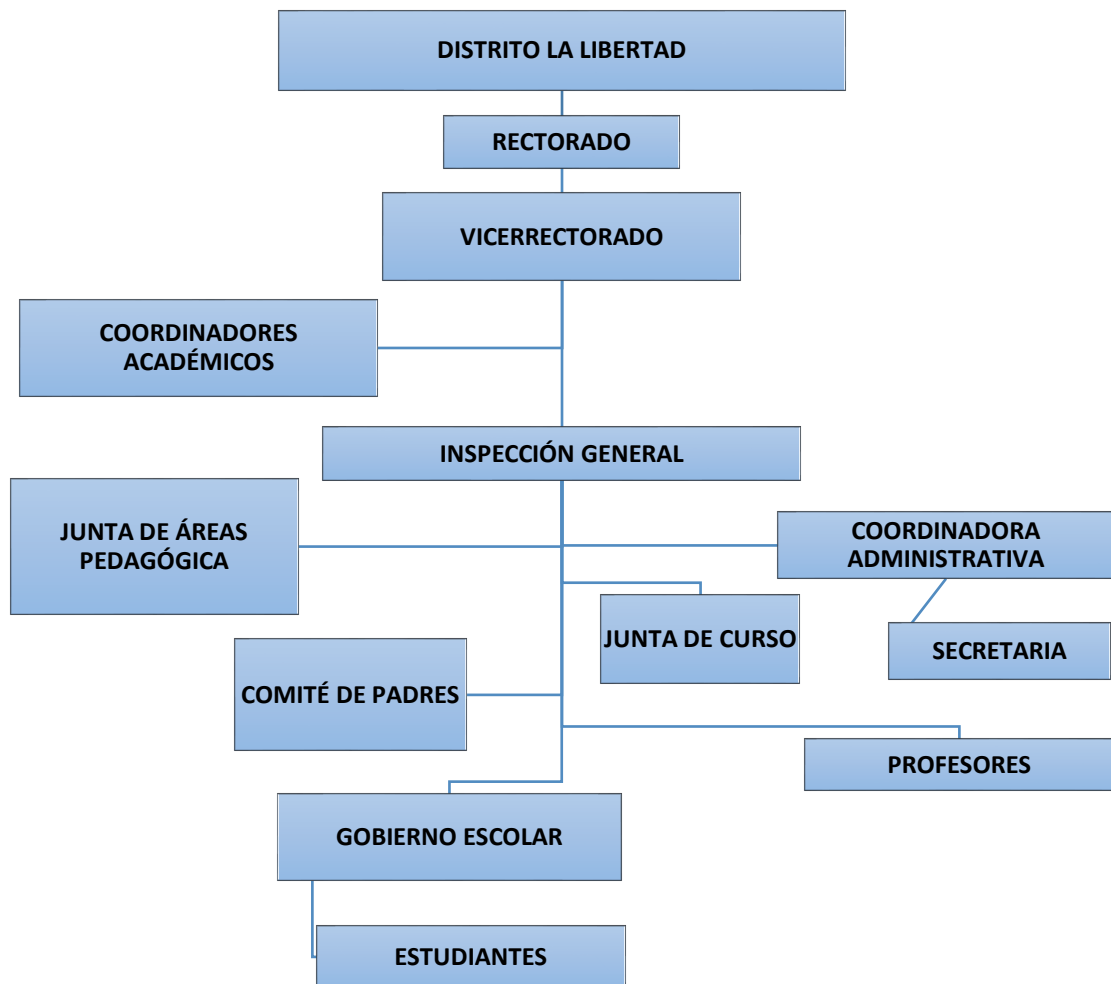 DISTRITO LA LIBERTAD
RECTORADO
VICERRECTORADO
COORDINADORES
ACADÉMICOS
INSPECCIÓN GENERAL
JUNTA DE ÁREAS
PEDAGÓGICA
COORDINADORA
ADMINISTRATIVA
JUNTA DE CURSO
SECRETARIA
COMITÉ DE PADRES
PROFESORES
GOBIERNO ESCOLAR
ESTUDIANTES